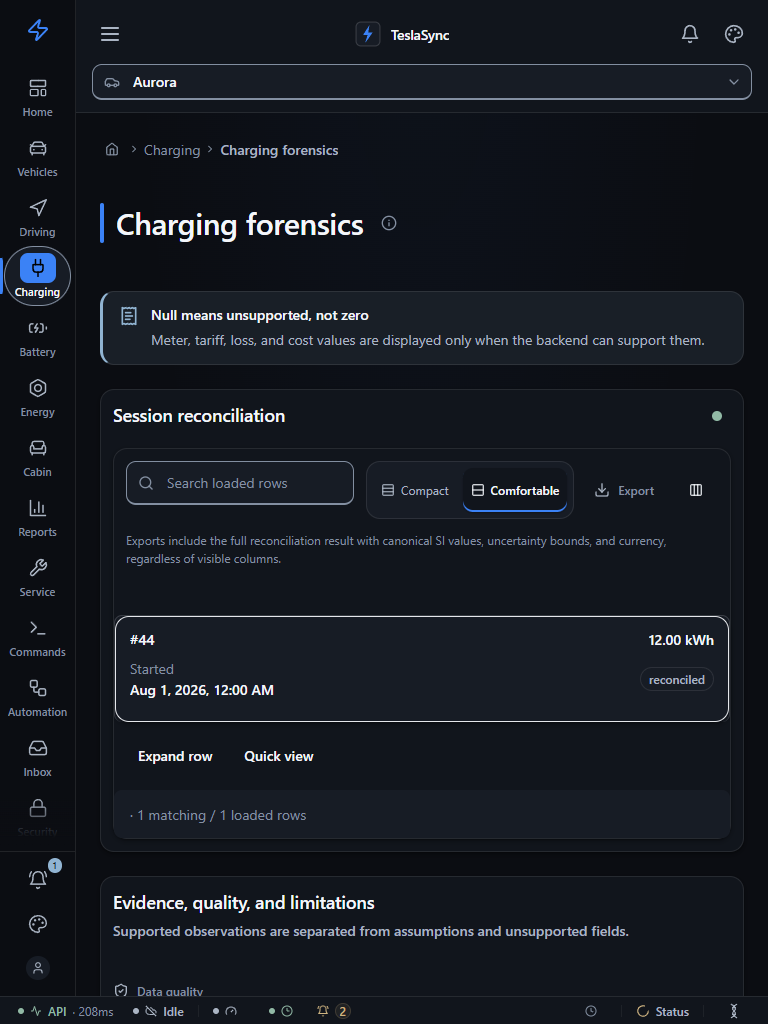 TeslaSync
Aurora
Home
Vehicles
Driving
Charging
Battery
Energy
Cabin
Reports
Service
Commands
Automation
Inbox
Security
1
Charging > Charging forensics
Charging forensics
Null means unsupported, not zero
Meter, tariff, loss, and cost values are displayed only when the backend can support them.
Session reconciliation
Search loaded rows
Compact
Comfortable
Export
Exports include the full reconciliation result with canonical SI values, uncertainty bounds, and currency,
regardless of visible columns.
#44
12.00 kWh
Started
Aug 1, 2026, 12:00 AM
reconciled
Expand row
Quick view
· 1 matching / 1 loaded rows
Evidence, quality, and limitations
Supported observations are separated from assumptions and unsupported fields.
Data quality
API · 208ms
Idle
2
Status